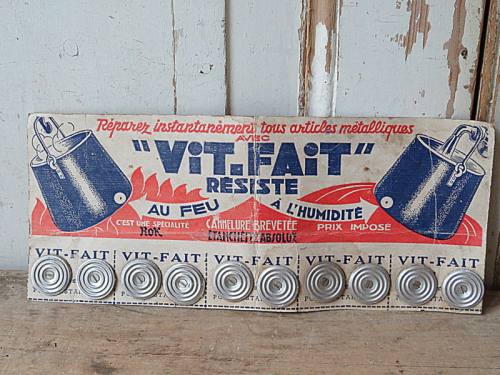 Réparez instantanément tous articles métalliques
AVEC
"VIT.FAIT"
RÉSISTE
AU FEU À L'HUMIDITÉ
C'EST UNE SPÉCIALITÉ CANNELURE BREVETÉE PRIX IMPOSÉ
ROK ÉTANCHÉITÉ ABSOLUE
VIT-FAIT VIT-FAIT VIT-FAIT VIT-FAIT VIT-FAIT